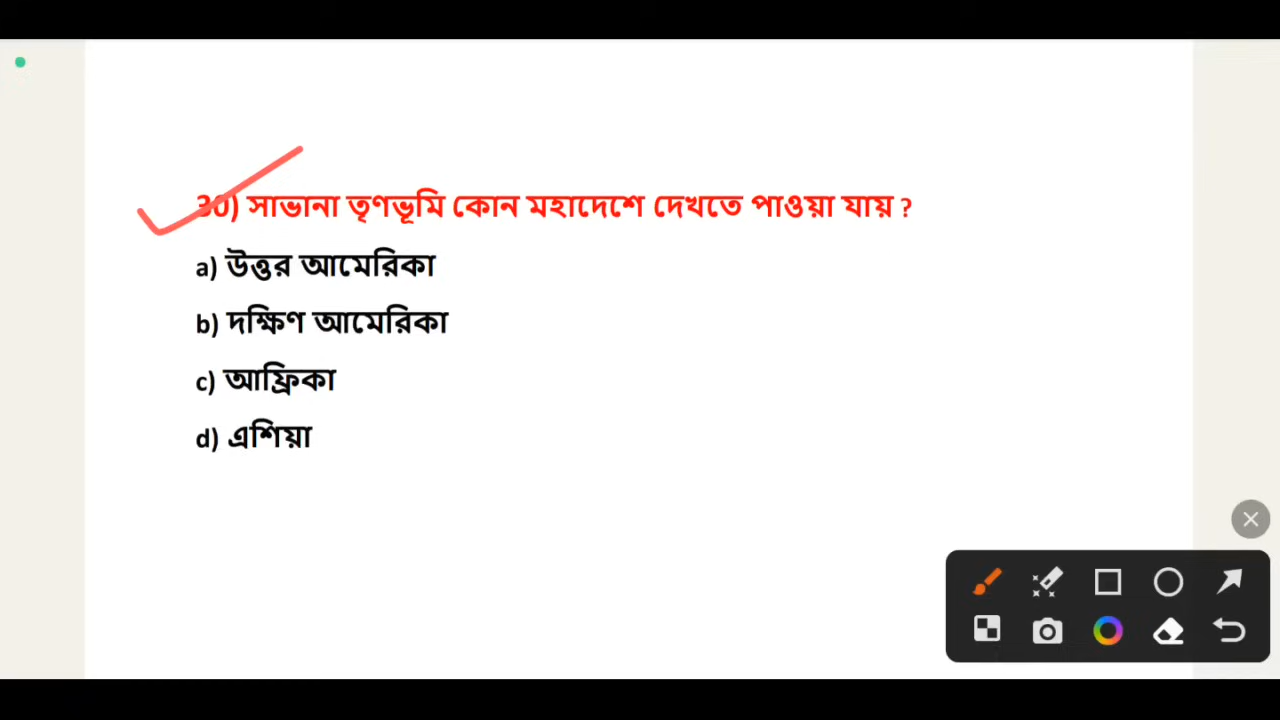 30) সাভানা তৃণভূমি কোন মহাদেশে দেখতে পাওয়া যায় ?
a) উত্তর আমেরিকা
b) দক্ষিণ আমেরিকা
c) আফ্রিকা
d) এশিয়া